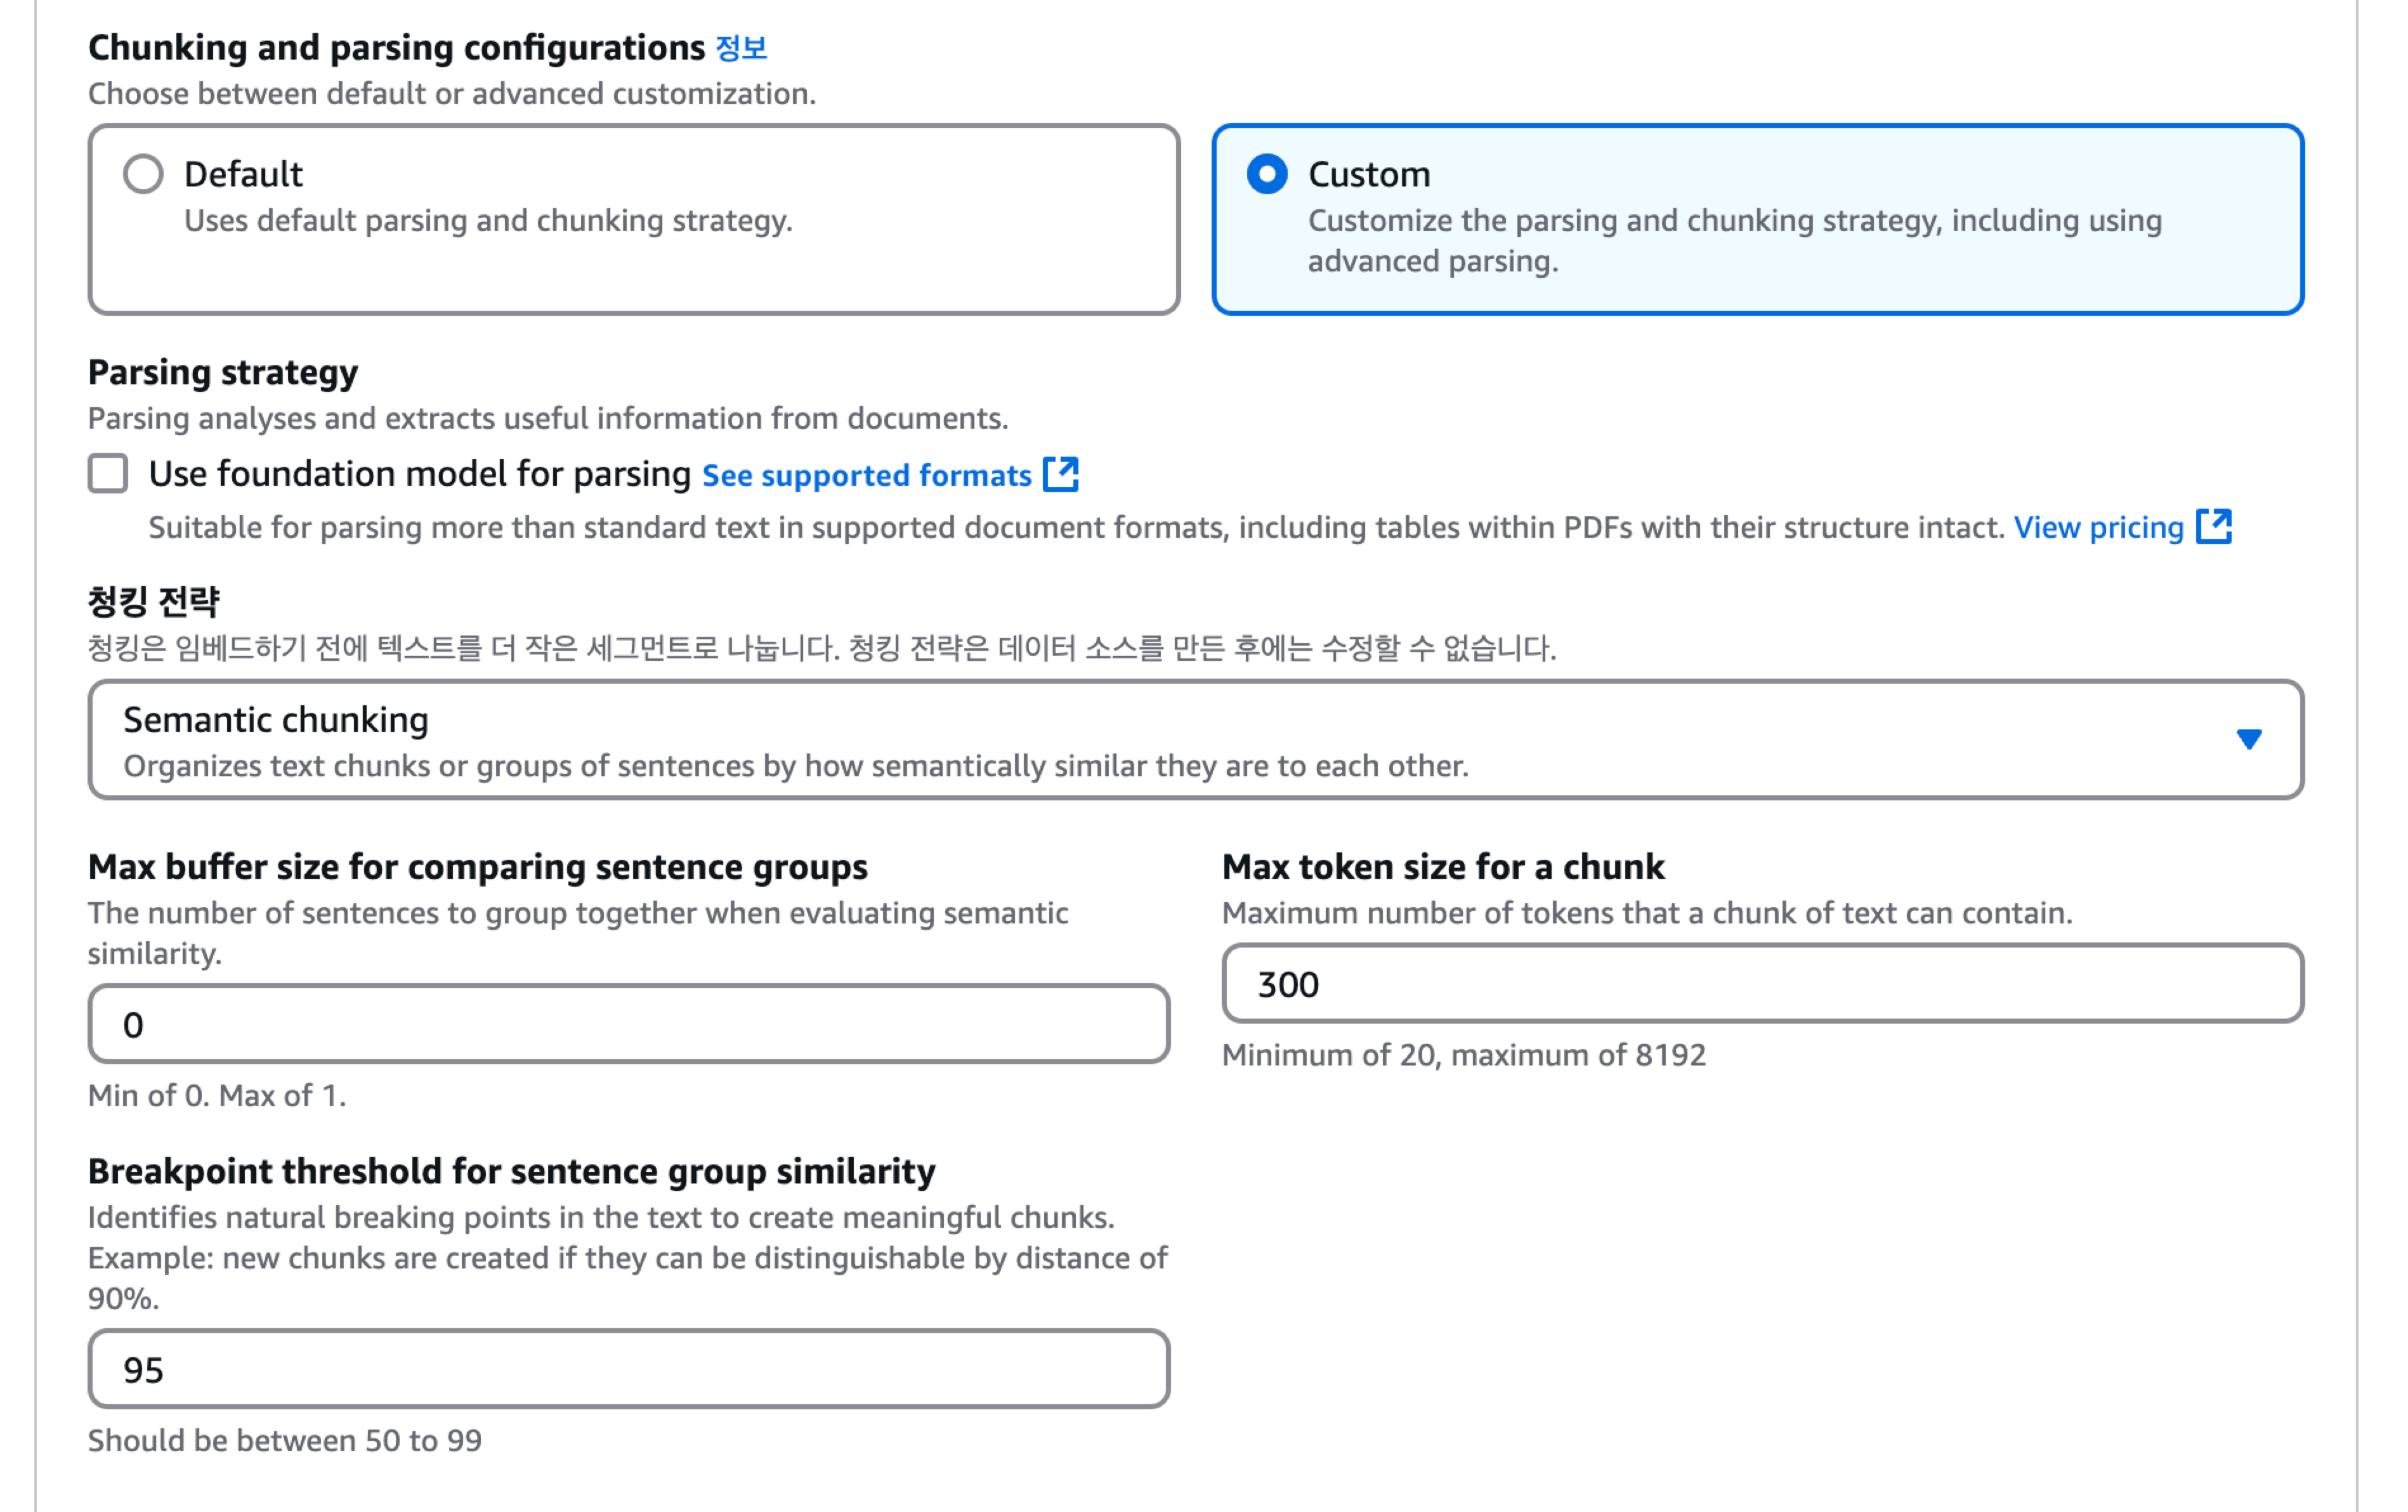 Chunking and parsing configurations 정보
Choose between default or advanced customization.
Default
Uses default parsing and chunking strategy.
Custom
Customize the parsing and chunking strategy, including using
advanced parsing.
Parsing strategy
Parsing analyses and extracts useful information from documents.
Use foundation model for parsing See supported formats
Suitable for parsing more than standard text in supported document formats, including tables within PDFs with their structure intact. View pricing
청킹 전략
청킹은 임베드하기 전에 텍스트를 더 작은 세그먼트로 나눕니다. 청킹 전략은 데이터 소스를 만든 후에는 수정할 수 없습니다.
Semantic chunking
Organizes text chunks or groups of sentences by how semantically similar they are to each other.
Max buffer size for comparing sentence groups
The number of sentences to group together when evaluating semantic
similarity.
0
Min of 0. Max of 1.
Max token size for a chunk
Maximum number of tokens that a chunk of text can contain.
300
Minimum of 20, maximum of 8192
Breakpoint threshold for sentence group similarity
Identifies natural breaking points in the text to create meaningful chunks.
Example: new chunks are created if they can be distinguishable by distance of
90%.
95
Should be between 50 to 99